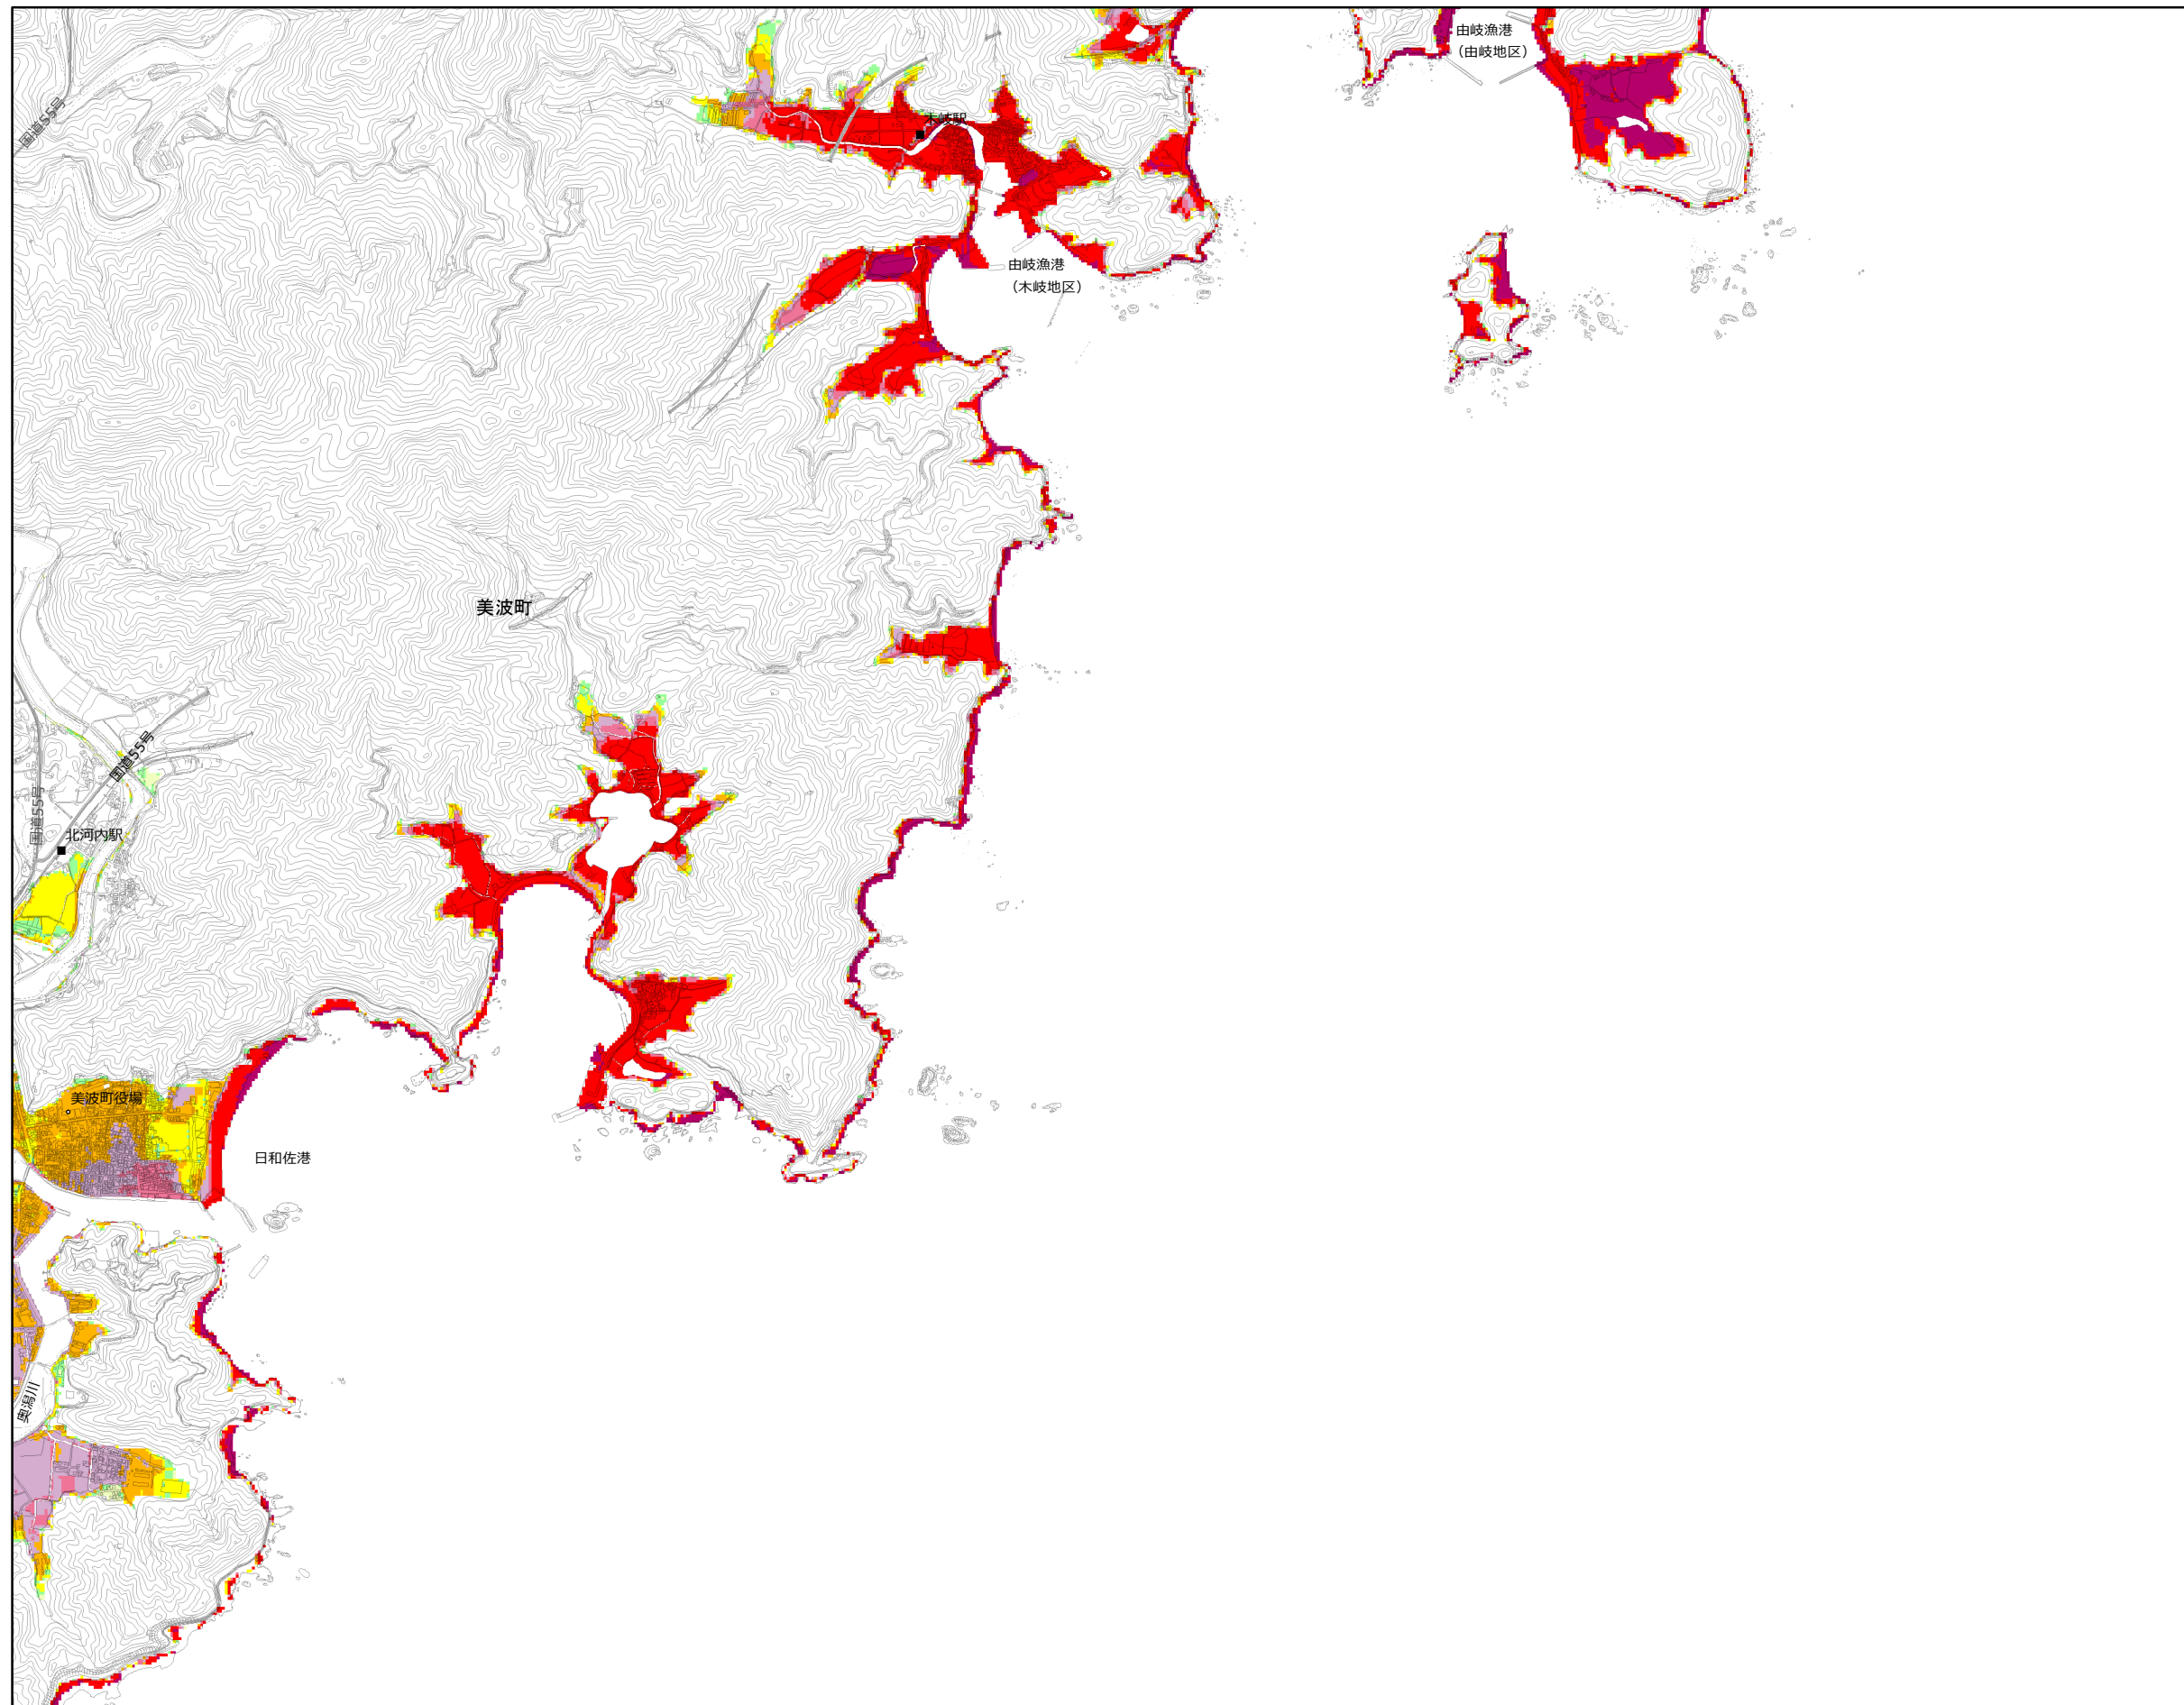 由岐漁港
（由岐地区）
国道55号
木岐駅
由岐漁港
（木岐地区）
美波町
国道55号
国道55号
北河内駅
美波町役場
日和佐港
奥潟川